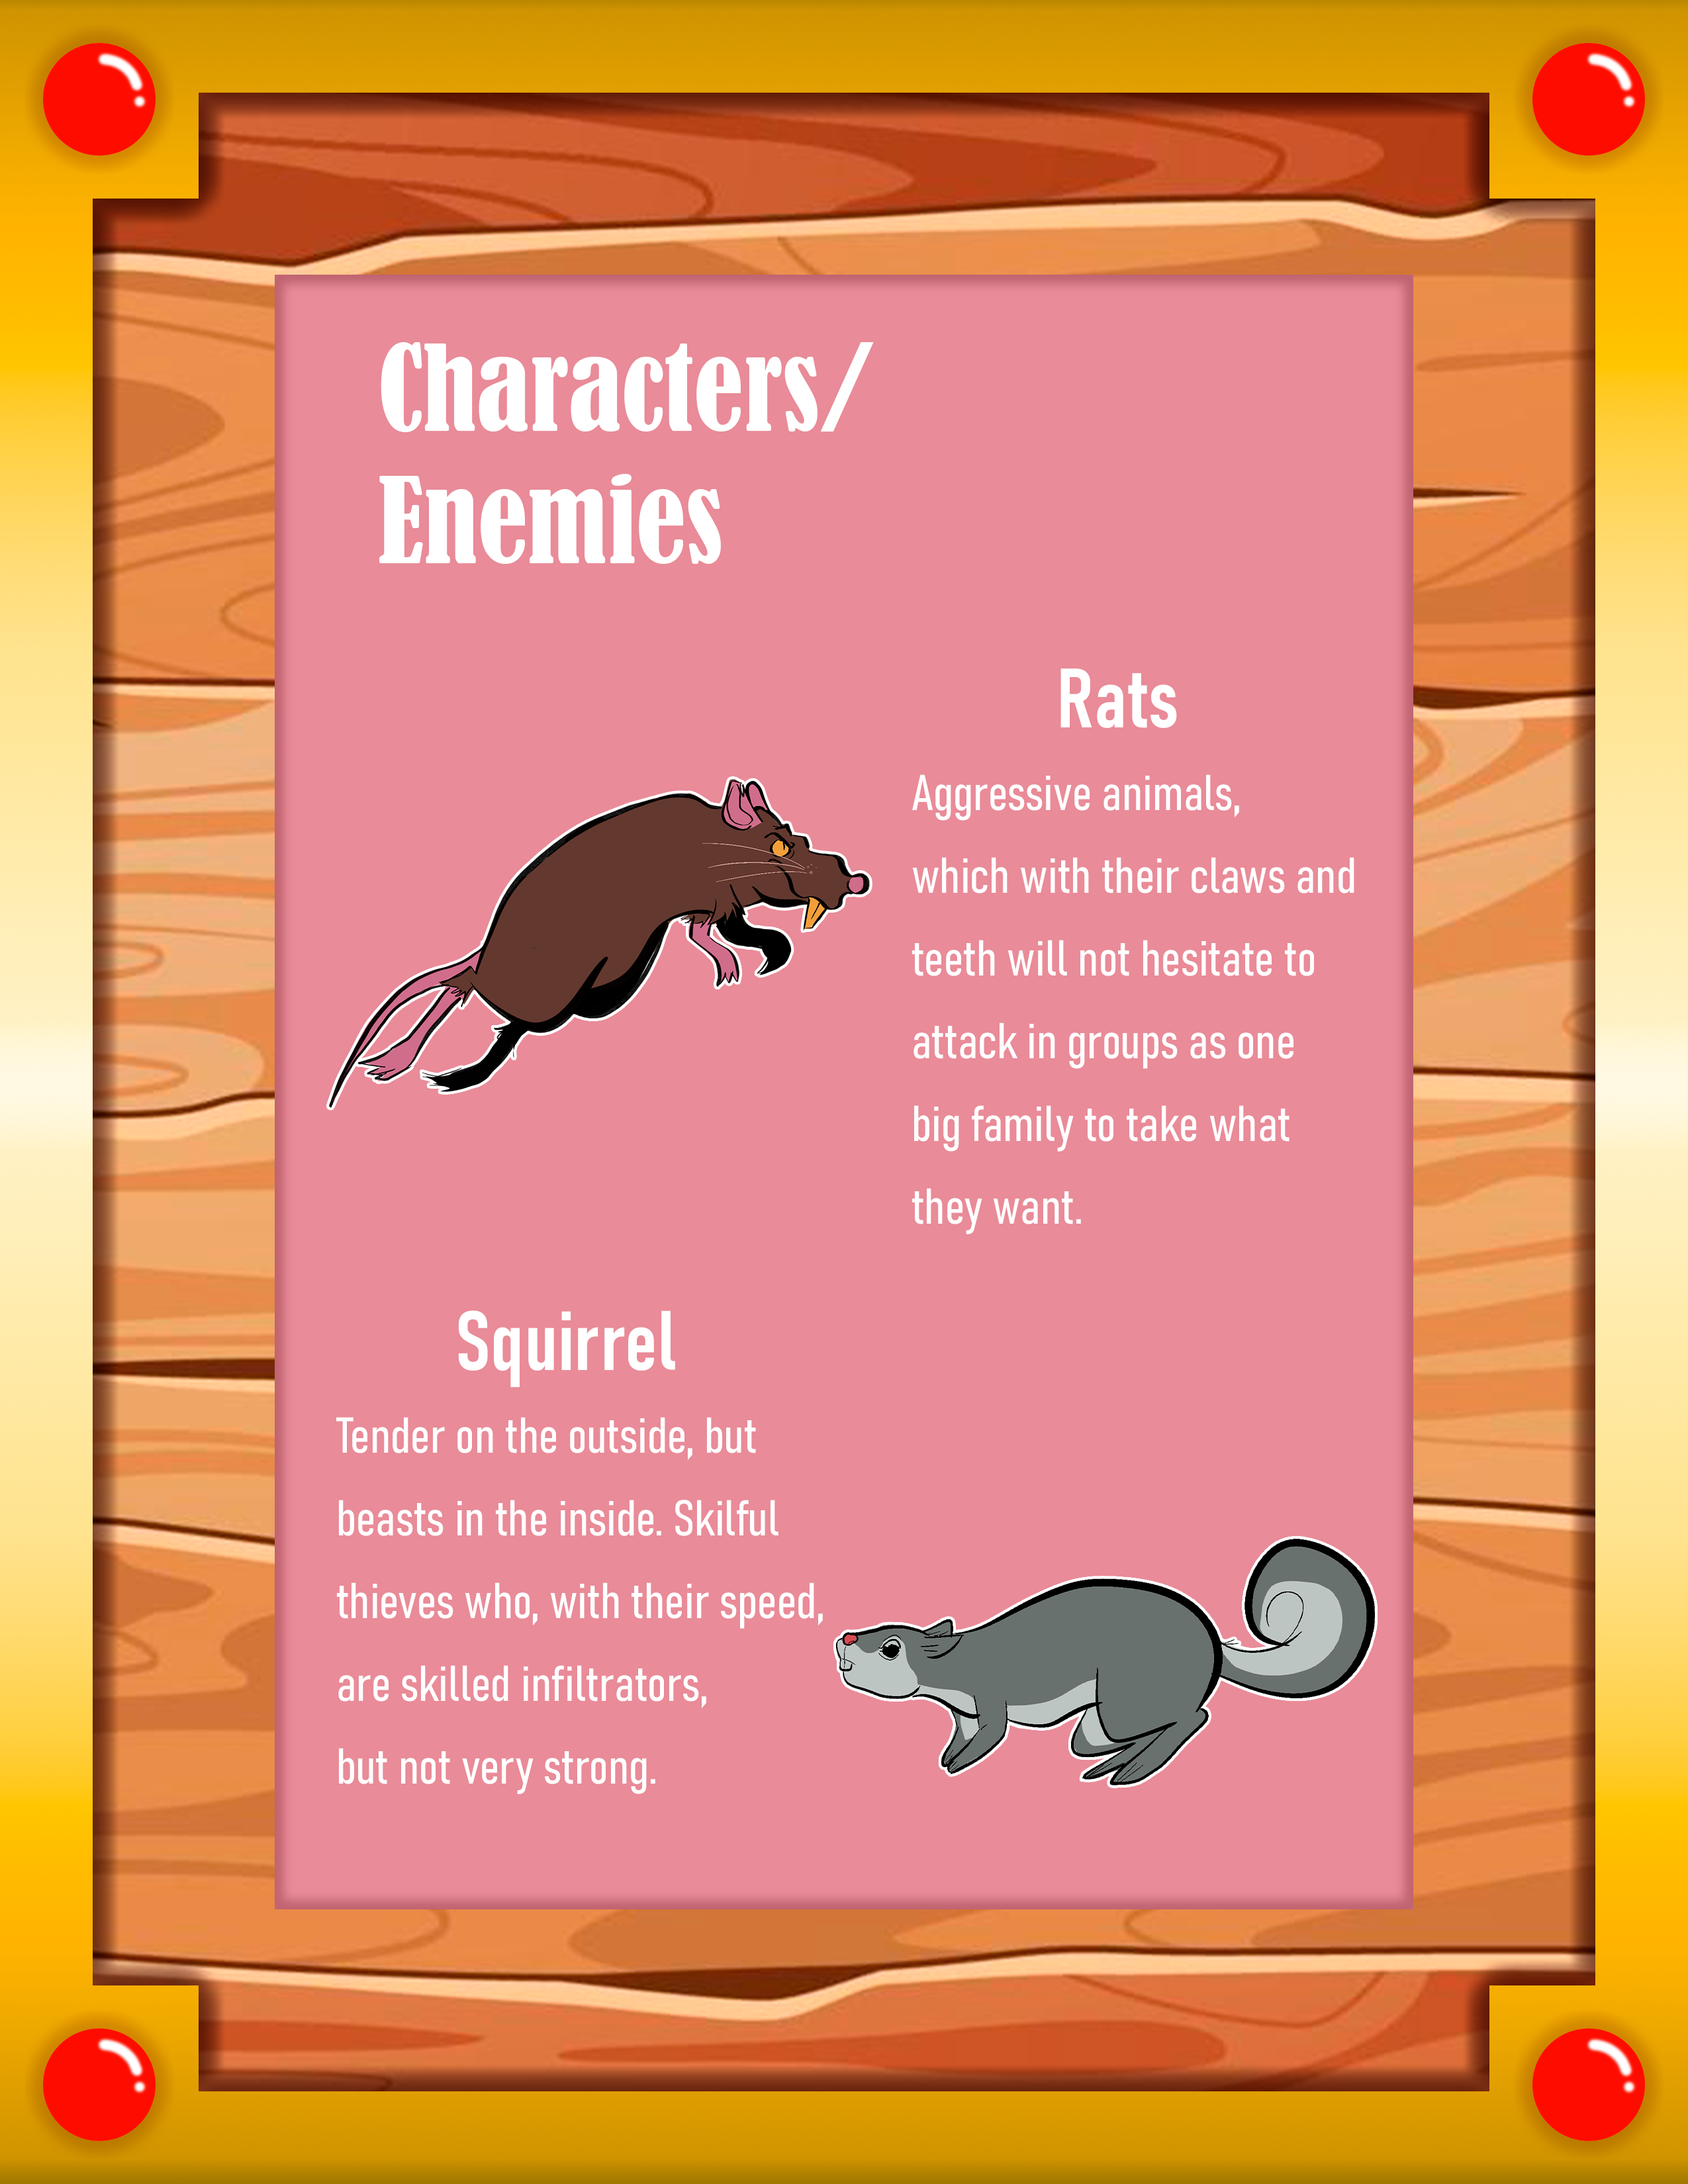 Characters/
Enemies
Rats
Aggressive animals,
which with their claws and
teeth will not hesitate to
attack in groups as one
big family to take what
they want.
Squirrel
Tender on the outside, but
beasts in the inside. Skilful
thieves who, with their speed,
are skilled infiltrators,
but not very strong.